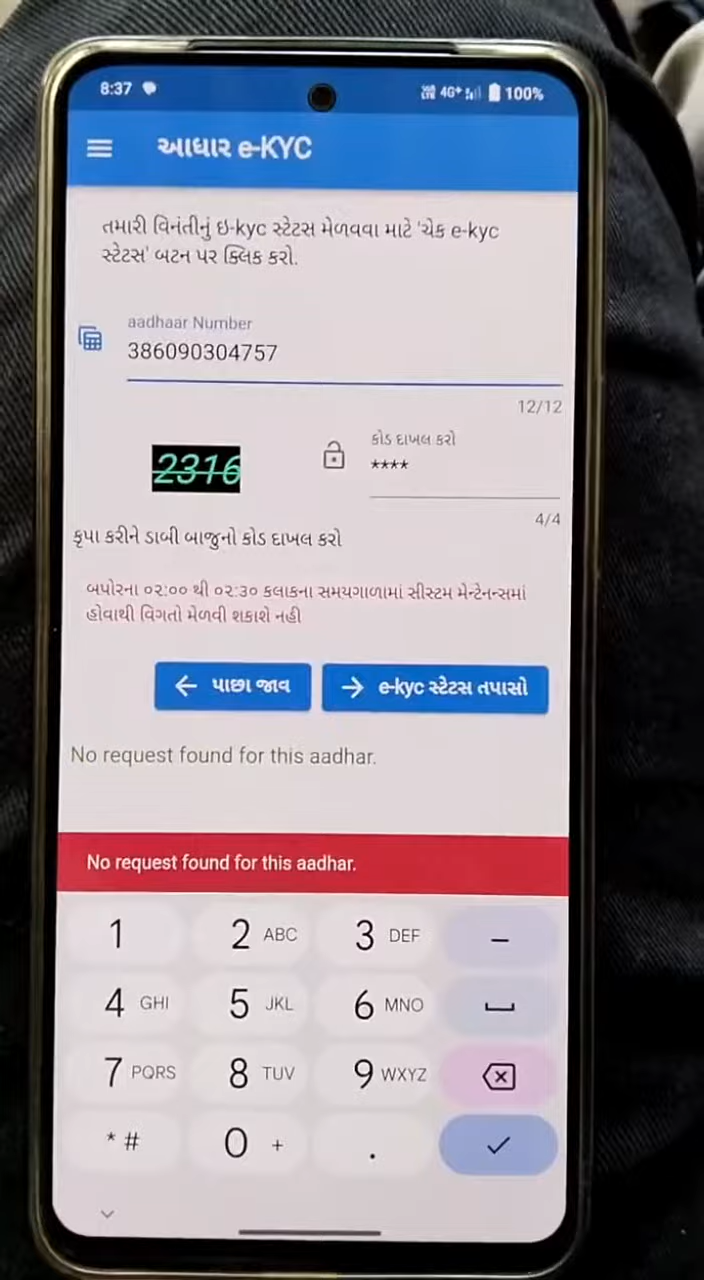 8:37
4G+ 100%
આધાર e-KYC
તમારી વિનંતીનું ઇ-kyc સ્ટેટસ મેળવવા માટે 'ચેક e-kyc
સ્ટેટસ' બટન પર ક્લિક કરો.
aadhaar Number
386090304757
12/12
કોડ દાખલ કરો
2316
****
4/4
કૃપા કરીને ડાબી બાજુનો કોડ દાખલ કરો
બપોરના ૦૨:૦૦ થી ૦૨:૩૦ કલાકના સમયગાળામાં સીસ્ટમ મેન્ટેનન્સમાં
હોવાથી વિગતો મેળવી શકાશે નહી
પાછા જાવ
e-kyc સ્ટેટસ તપાસો
No request found for this aadhar.
No request found for this aadhar.
1 2 ABC 3 DEF –
4 GHI 5 JKL 6 MNO
7 PQRS 8 TUV 9 WXYZ
* # 0 + .